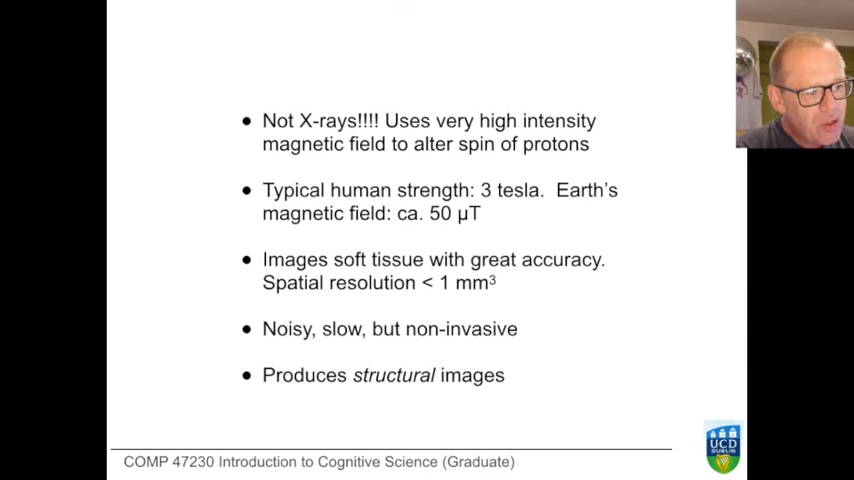 ● Not X-rays!!!! Uses very high intensity
magnetic field to alter spin of protons
● Typical human strength: 3 tesla.  Earth's
magnetic field: ca. 50 µT
● Images soft tissue with great accuracy.
Spatial resolution < 1 mm³
● Noisy, slow, but non-invasive
● Produces structural images
COMP 47230 Introduction to Cognitive Science (Graduate)
UCD
DUBLIN